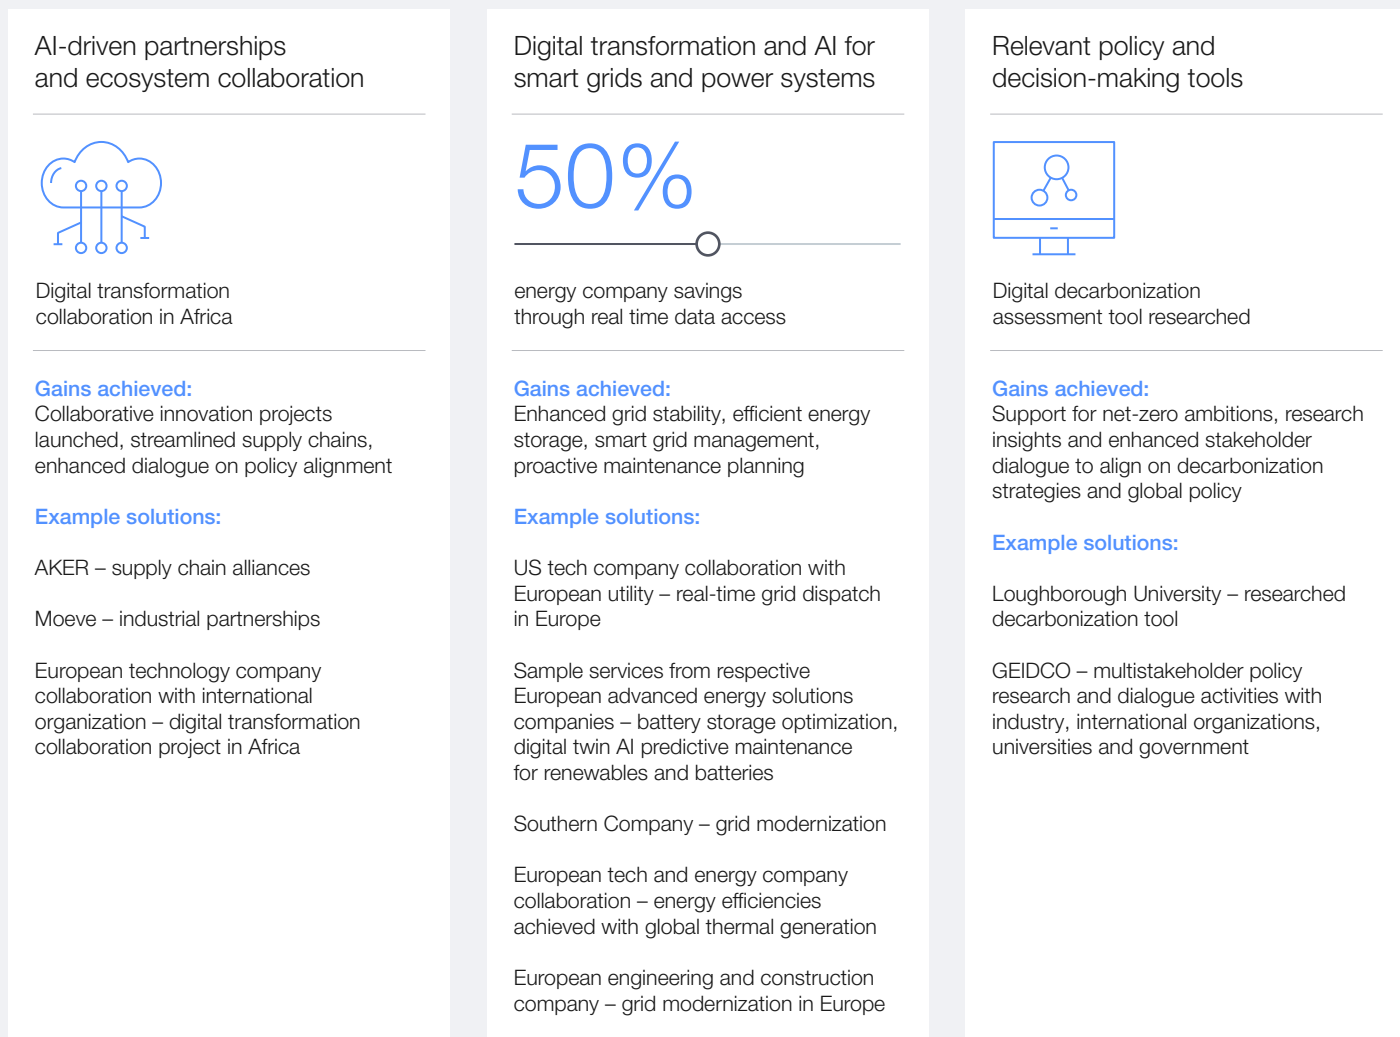 AI-driven partnerships
and ecosystem collaboration
Digital transformation
collaboration in Africa
Gains achieved:
Collaborative innovation projects
launched, streamlined supply chains,
enhanced dialogue on policy alignment
Example solutions:
AKER – supply chain alliances
Moeve – industrial partnerships
European technology company
collaboration with international
organization – digital transformation
collaboration project in Africa
Digital transformation and AI for
smart grids and power systems
50%
energy company savings
through real time data access
Gains achieved:
Enhanced grid stability, efficient energy
storage, smart grid management,
proactive maintenance planning
Example solutions:
US tech company collaboration with
European utility – real-time grid dispatch
in Europe
Sample services from respective
European advanced energy solutions
companies – battery storage optimization,
digital twin AI predictive maintenance
for renewables and batteries
Southern Company – grid modernization
European tech and energy company
collaboration – energy efficiencies
achieved with global thermal generation
European engineering and construction
company – grid modernization in Europe
Relevant policy and
decision-making tools
Digital decarbonization
assessment tool researched
Gains achieved:
Support for net-zero ambitions, research
insights and enhanced stakeholder
dialogue to align on decarbonization
strategies and global policy
Example solutions:
Loughborough University – researched
decarbonization tool
GEIDCO – multistakeholder policy
research and dialogue activities with
industry, international organizations,
universities and government